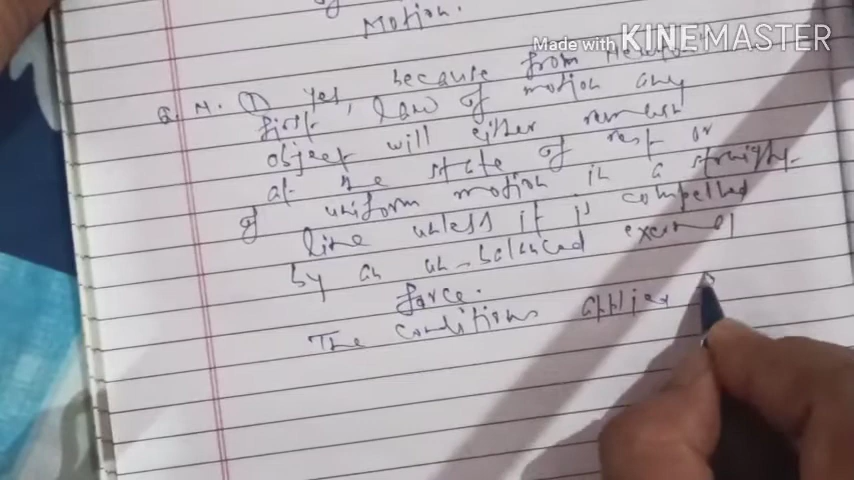 Motion.
Made with KINEMASTER
Q. N. ① Yes, because from
first law of motion any
object will either remain
at the state of rest or
of uniform motion in a straight-
line unless it is compelled
by an un-balanced external
force.
The conditions applies